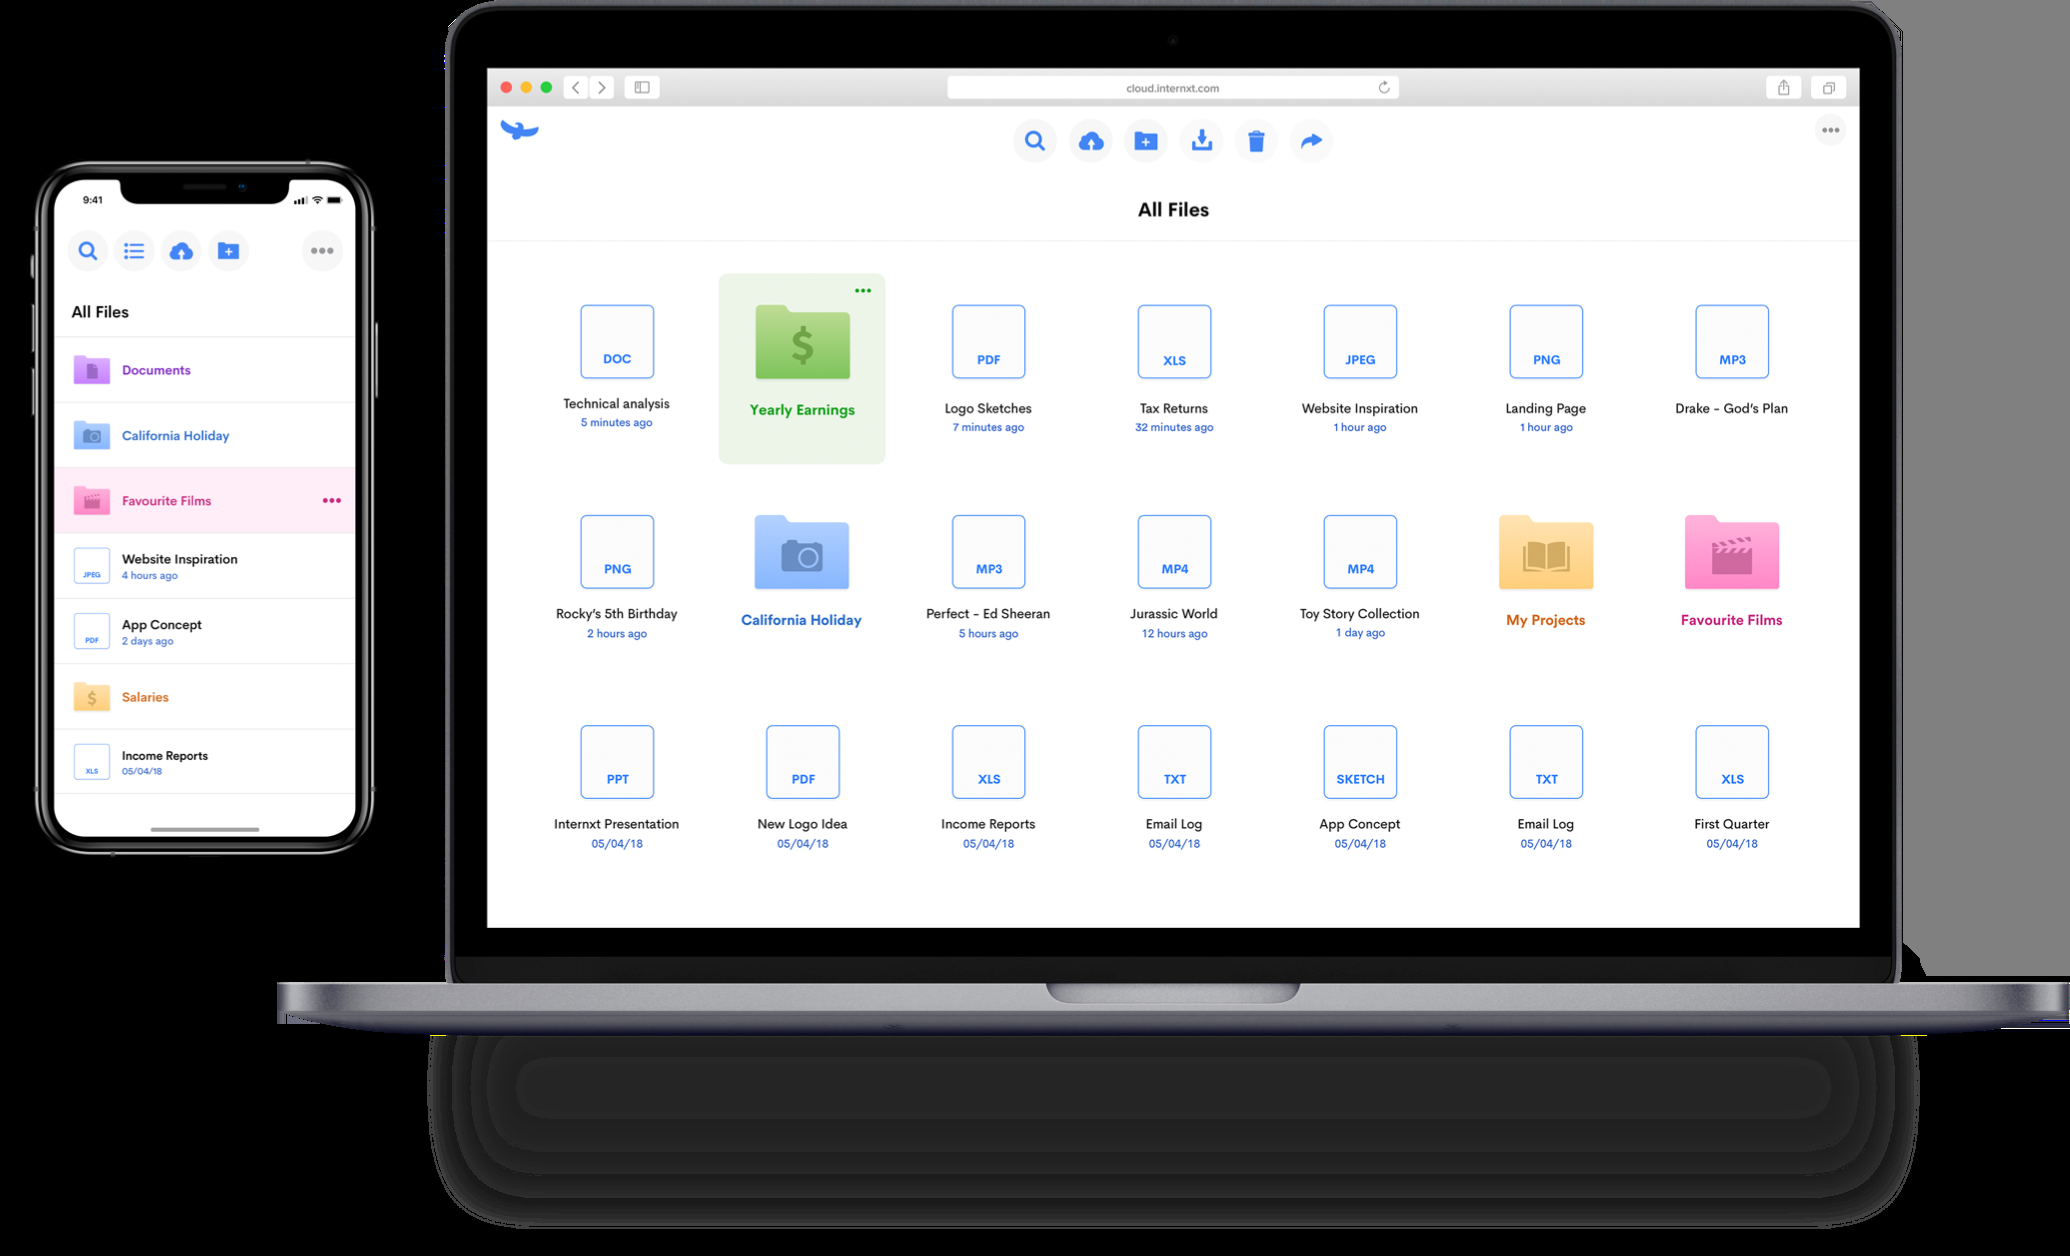 9:41
All Files
Documents
California Holiday
Favourite Films
JPEG
Website Inspiration
4 hours ago
PDF
App Concept
2 days ago
$
Salaries
XLS
Income Reports
05/04/18
cloud.internxt.com
All Files
DOC
Technical analysis
5 minutes ago
$
Yearly Earnings
PDF
Logo Sketches
7 minutes ago
XLS
Tax Returns
32 minutes ago
JPEG
Website Inspiration
1 hour ago
PNG
Landing Page
1 hour ago
MP3
Drake - God's Plan
PNG
Rocky's 5th Birthday
2 hours ago
California Holiday
MP3
Perfect - Ed Sheeran
5 hours ago
MP4
Jurassic World
12 hours ago
MP4
Toy Story Collection
1 day ago
My Projects
Favourite Films
PPT
Internxt Presentation
05/04/18
PDF
New Logo Idea
05/04/18
XLS
Income Reports
05/04/18
TXT
Email Log
05/04/18
SKETCH
App Concept
05/04/18
TXT
Email Log
05/04/18
XLS
First Quarter
05/04/18